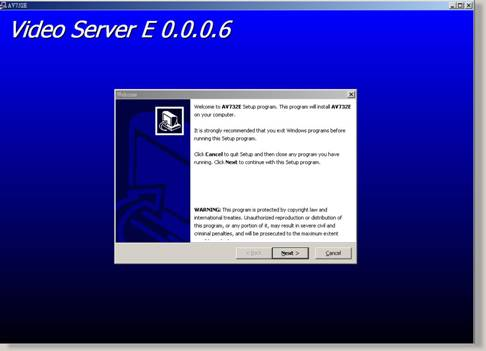 AV732E
Video Server E 0.0.0.6
Welcome
Welcome to AV732E Setup program. This program will install AV732E
on your computer.
It is strongly recommended that you exit Windows programs before
running this Setup program.
Click Cancel to quit Setup and then close any program you have
running. Click Next to continue with this Setup program.
WARNING: This program is protected by copyright law and
international treaties. Unauthorized reproduction or distribution of
this program, or any portion of it, may result in severe civil and
criminal penalties, and will be prosecuted to the maximum extent
< Back
Next >
Cancel